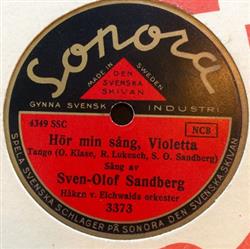 Sonora
MADE IN SWEDEN
DEN SVENSKA SKIVAN
GYNNA SVENSK INDUSTRI
4349 SSC
NCB
Hör min sång, Violetta
Tango (O. Klose, R. Lukesch, S. O. Sandberg)
Sång av
Sven-Olof Sandberg
Håkan v. Eichwalds orkester
3373
SPELA SVENSKA SCHLAGER PÅ SONORA DEN SVENSKA SKIVAN